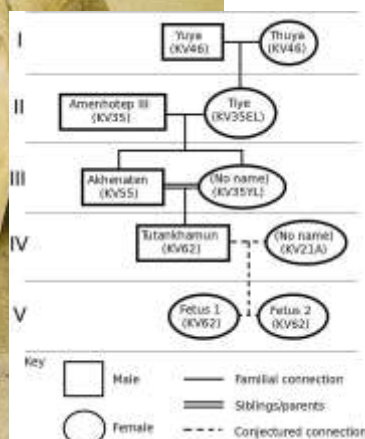 I
Yuya
(KV46)
Thuya
(KV46)
II
Amenhotep III
(KV35)
Tiye
(KV35EL)
III
Akhenaten
(KV55)
(No name)
(KV35YL)
IV
Tutankhamun
(KV62)
(No name)
(KV21A)
V
Fetus 1
(KV62)
Fetus 2
(KV62)
Key
Male
Familial connection
Siblings/parents
Female
Conjectured connection